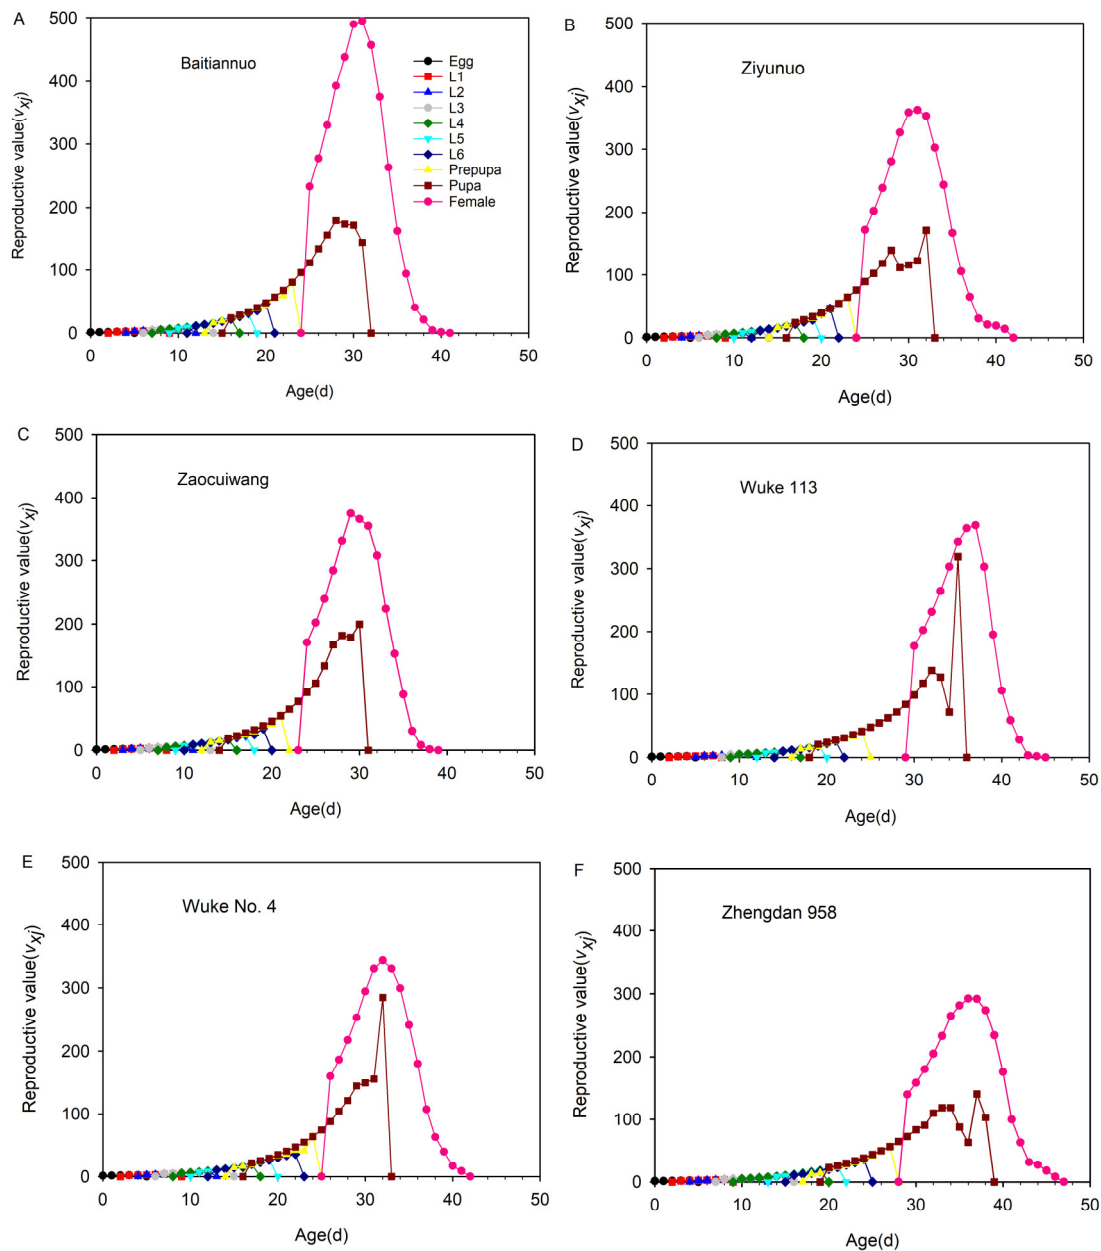 A
Baitiannuo
Reproductive value(vxj)
500
400
300
200
100
0
0 10 20 30 40 50
Age(d)
Egg
L1
L2
L3
L4
L5
L6
Prepupa
Pupa
Female
B
Ziyunuo
Reproductive value(vxj)
500
400
300
200
100
0
0 10 20 30 40 50
Age(d)
C
Zaocuiwang
Reproductive value(vxj)
500
400
300
200
100
0
0 10 20 30 40 50
Age(d)
D
Wuke 113
Reproductive value(vxj)
500
400
300
200
100
0
0 10 20 30 40 50
Age(d)
E
Wuke No. 4
Reproductive value(vxj)
500
400
300
200
100
0
0 10 20 30 40 50
Age(d)
F
Zhengdan 958
Reproductive value(vxj)
500
400
300
200
100
0
0 10 20 30 40 50
Age(d)